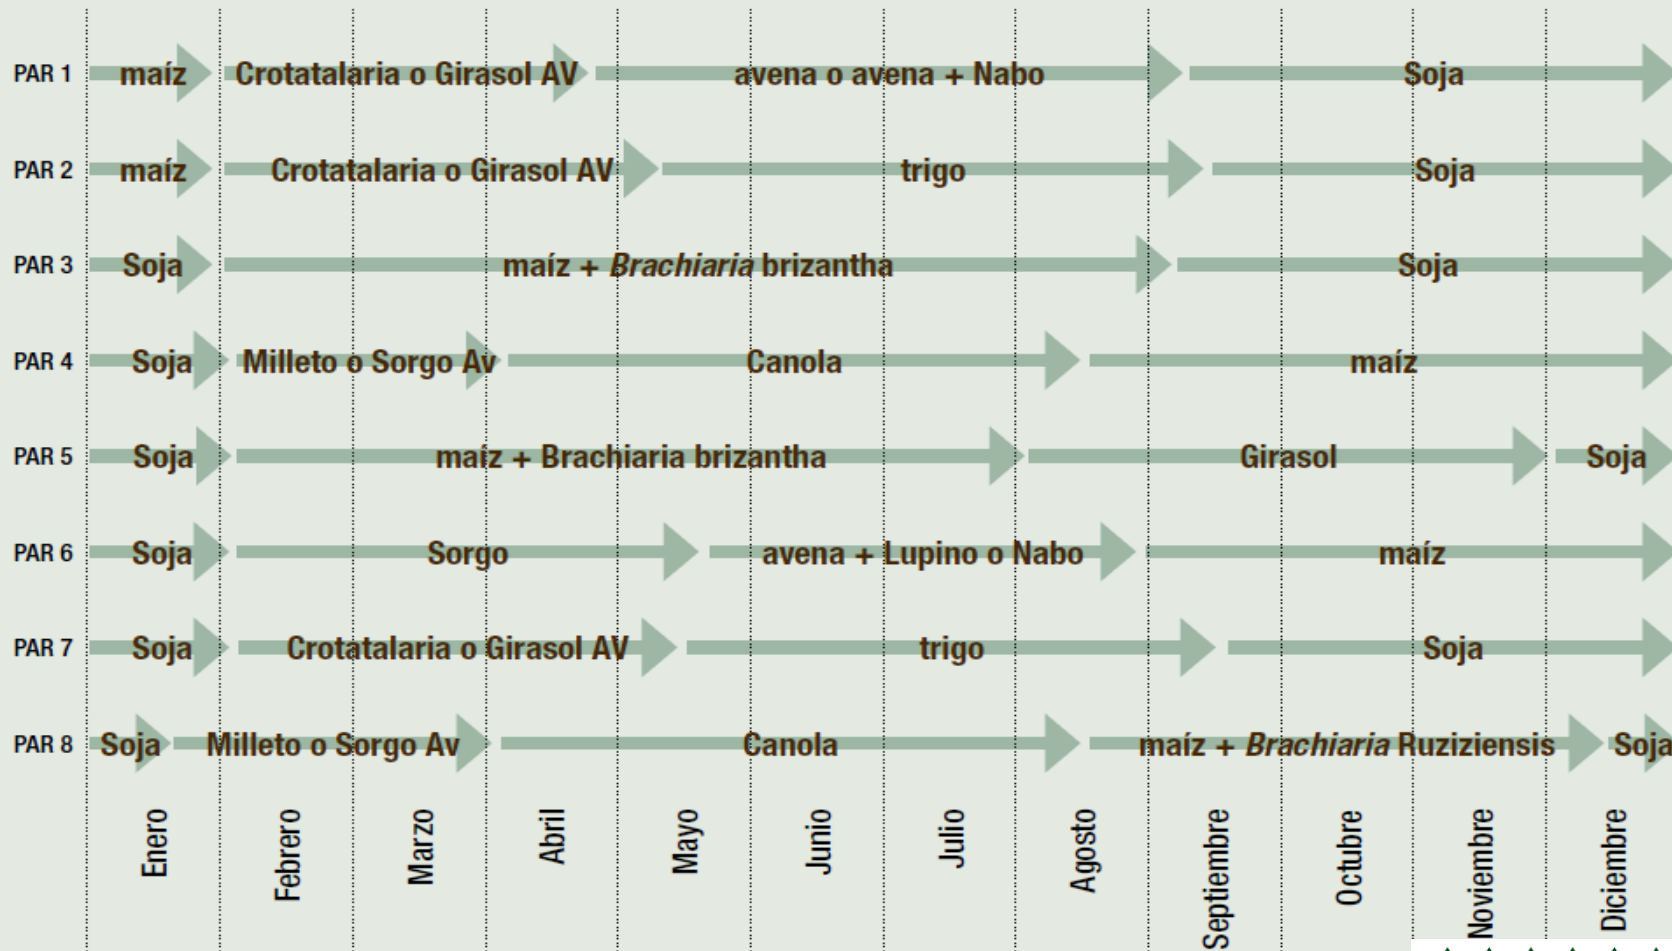 PAR 1 maíz Crotatalaria o Girasol AV avena o avena + Nabo Soja
PAR 2 maíz Crotatalaria o Girasol AV trigo Soja
PAR 3 Soja maíz + Brachiaria brizantha Soja
PAR 4 Soja Milleto o Sorgo Av Canola maíz
PAR 5 Soja maíz + Brachiaria brizantha Girasol Soja
PAR 6 Soja Sorgo avena + Lupino o Nabo maíz
PAR 7 Soja Crotatalaria o Girasol AV trigo Soja
PAR 8 Soja Milleto o Sorgo Av Canola maíz + Brachiaria Ruziziensis Soja
Enero Febrero Marzo Abril Mayo Junio Julio Agosto Septiembre Octubre Noviembre Diciembre